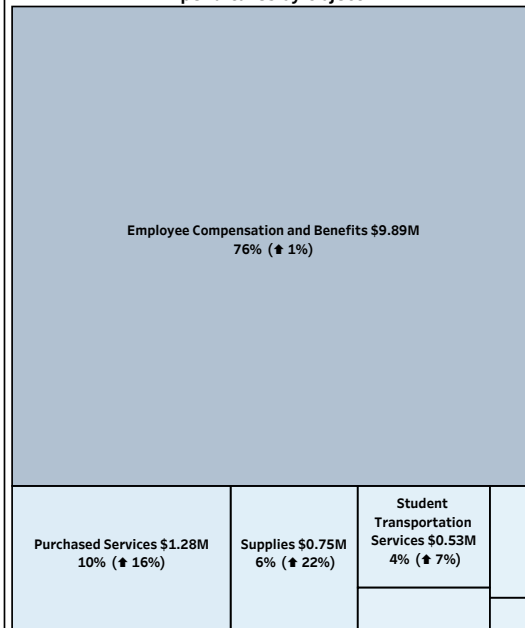 Employee Compensation and Benefits $9.89M
76% (⬆ 1%)
Purchased Services $1.28M
10% (⬆ 16%)
Supplies $0.75M
6% (⬆ 22%)
Student
Transportation
Services $0.53M
4% (⬆ 7%)